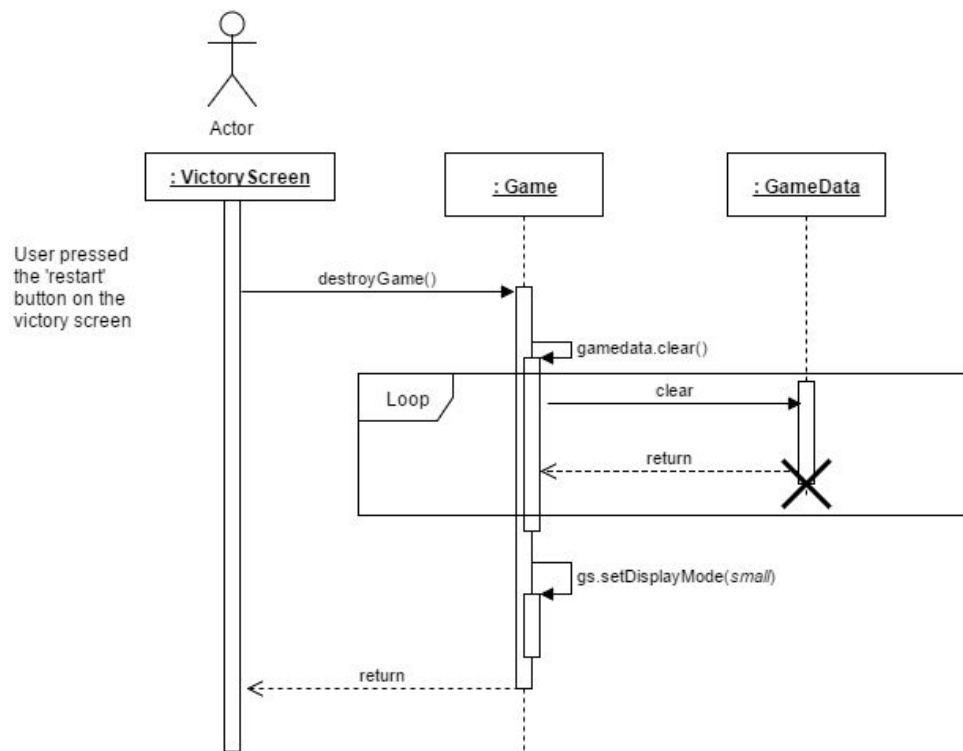 Actor
: VictoryScreen
: Game
: GameData
User pressed
the 'restart'
button on the
victory screen
destroyGame()
gamedata.clear()
Loop
clear
return
gs.setDisplayMode(small)
return